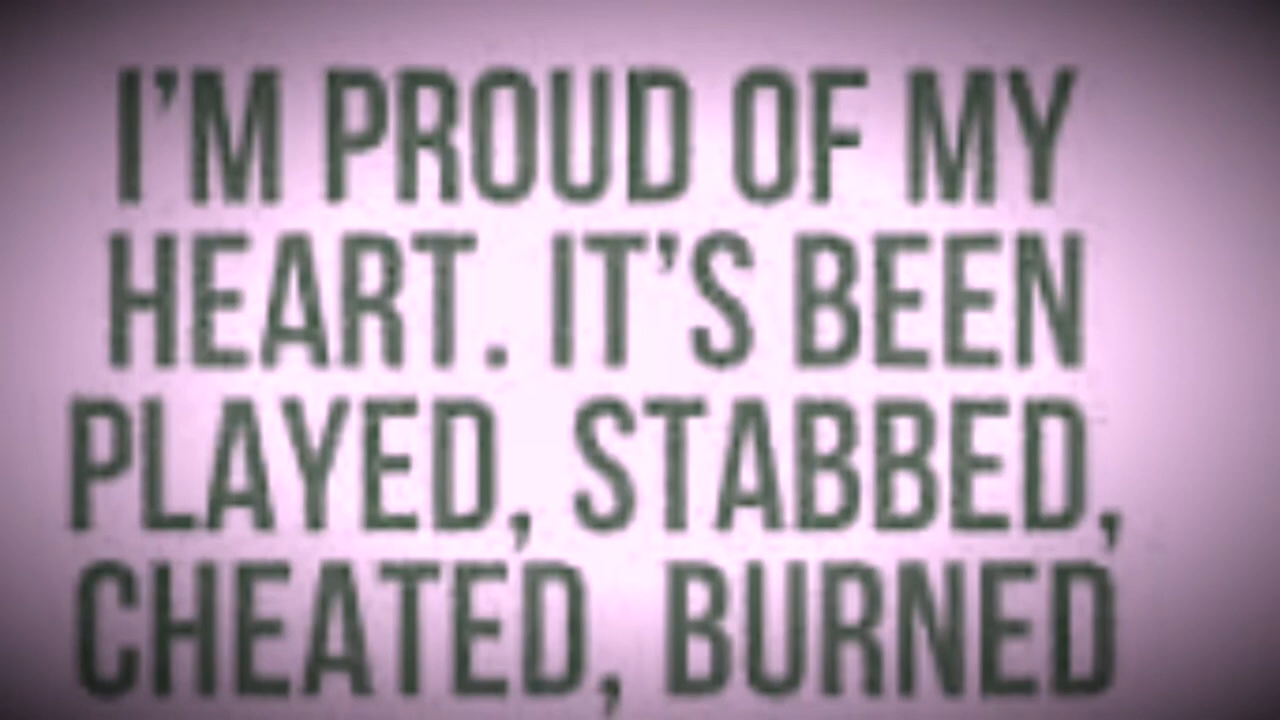 I'M PROUD OF MY
HEART. IT'S BEEN
PLAYED, STABBED,
CHEATED, BURNED